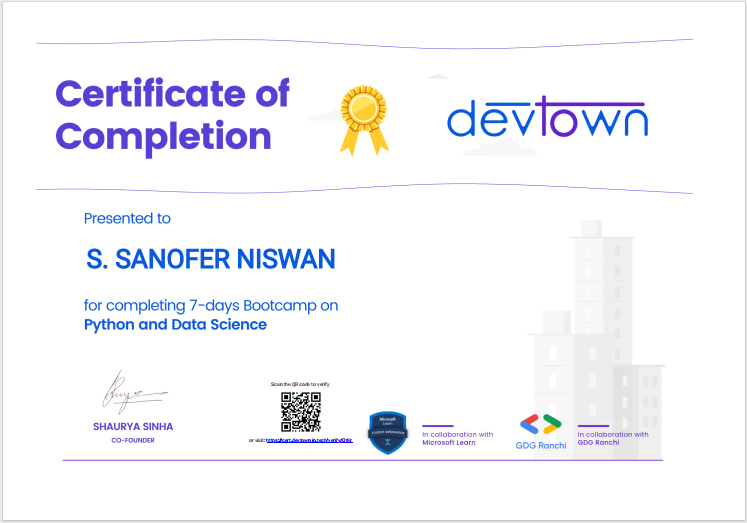 Certificate of
Completion
devtown
Presented to
S. SANOFER NISWAN
for completing 7-days Bootcamp on
Python and Data Science
SHAURYA SINHA
CO-FOUNDER
Scan the QR code to verify
or visit:
Microsoft
Learn
STUDENT AMBASSADOR
In collaboration with
Microsoft Learn
GDG Ranchi
In collaboration with
GDG Ranchi